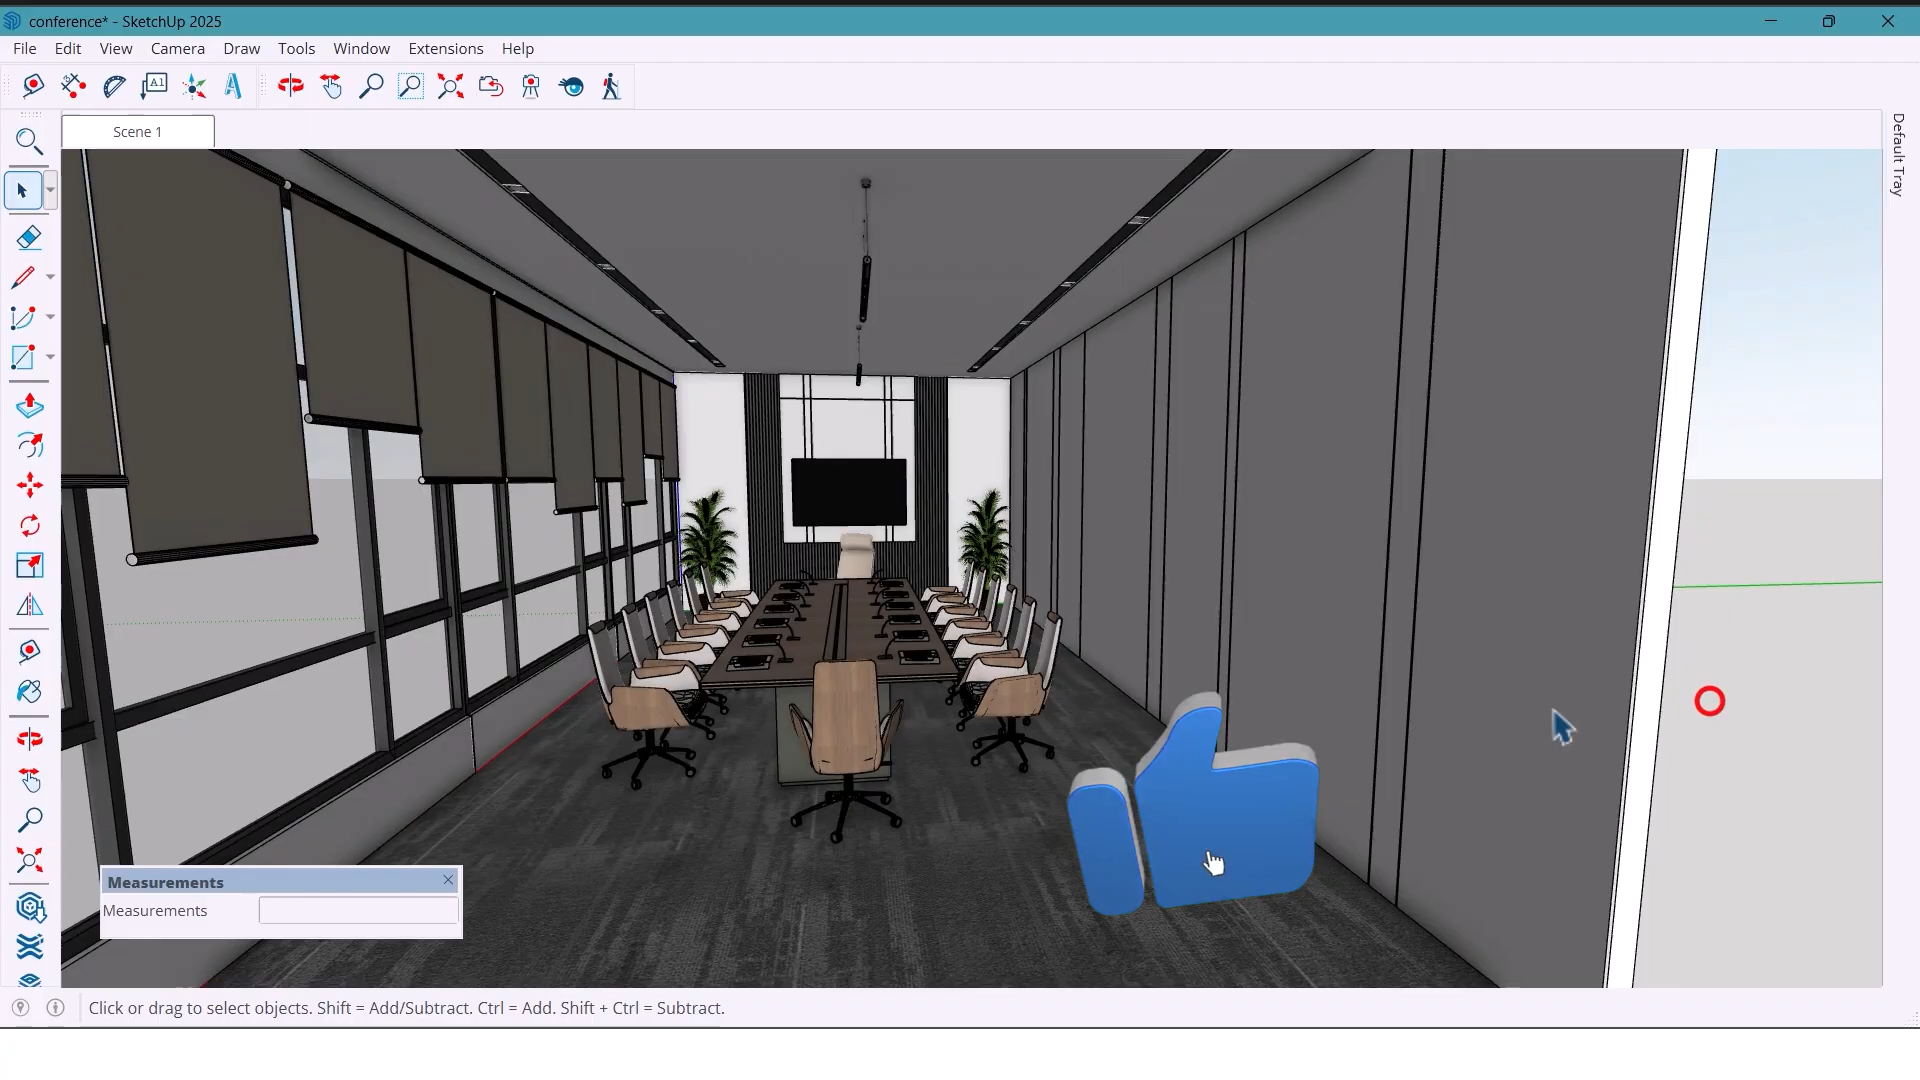 conference* - SketchUp 2025
File Edit View Camera Draw Tools Window Extensions Help
A1
Scene 1
Default Tray
Measurements
Measurements
Click or drag to select objects. Shift = Add/Subtract. Ctrl = Add. Shift + Ctrl = Subtract.